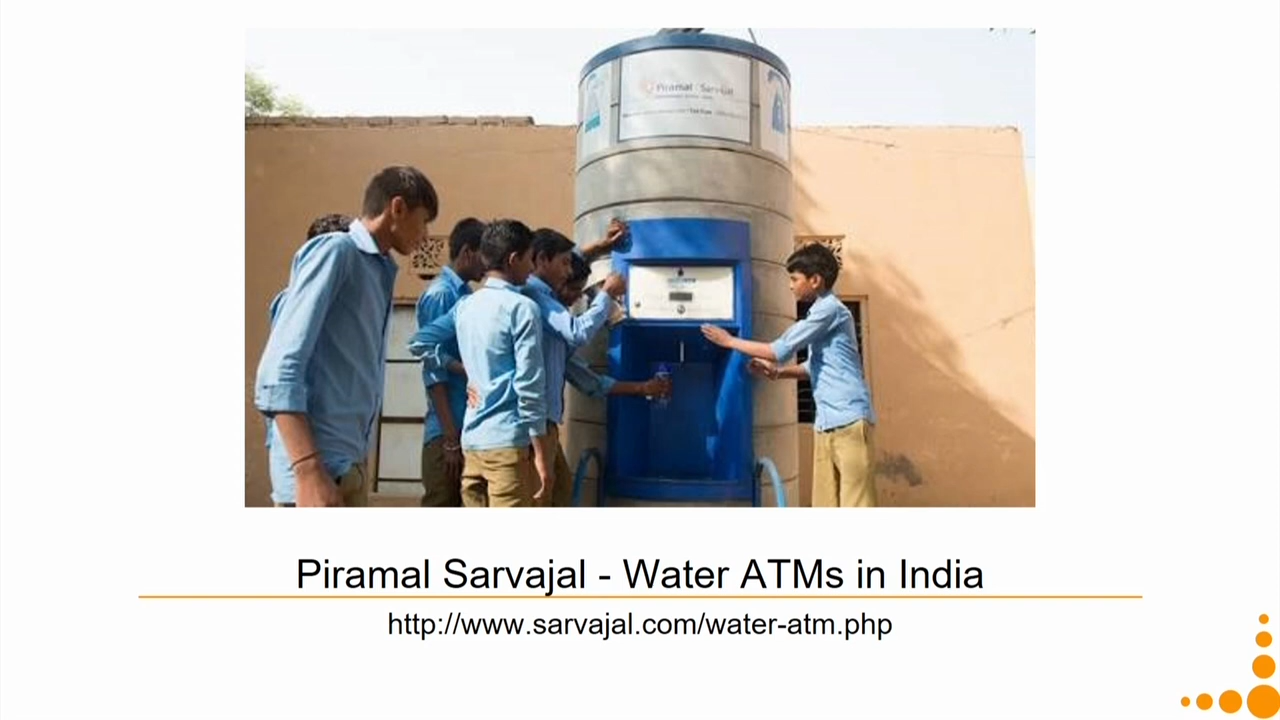 Piramal Sarvajal
Piramal Sarvajal - Water ATMs in India
http://www.sarvajal.com/water-atm.php